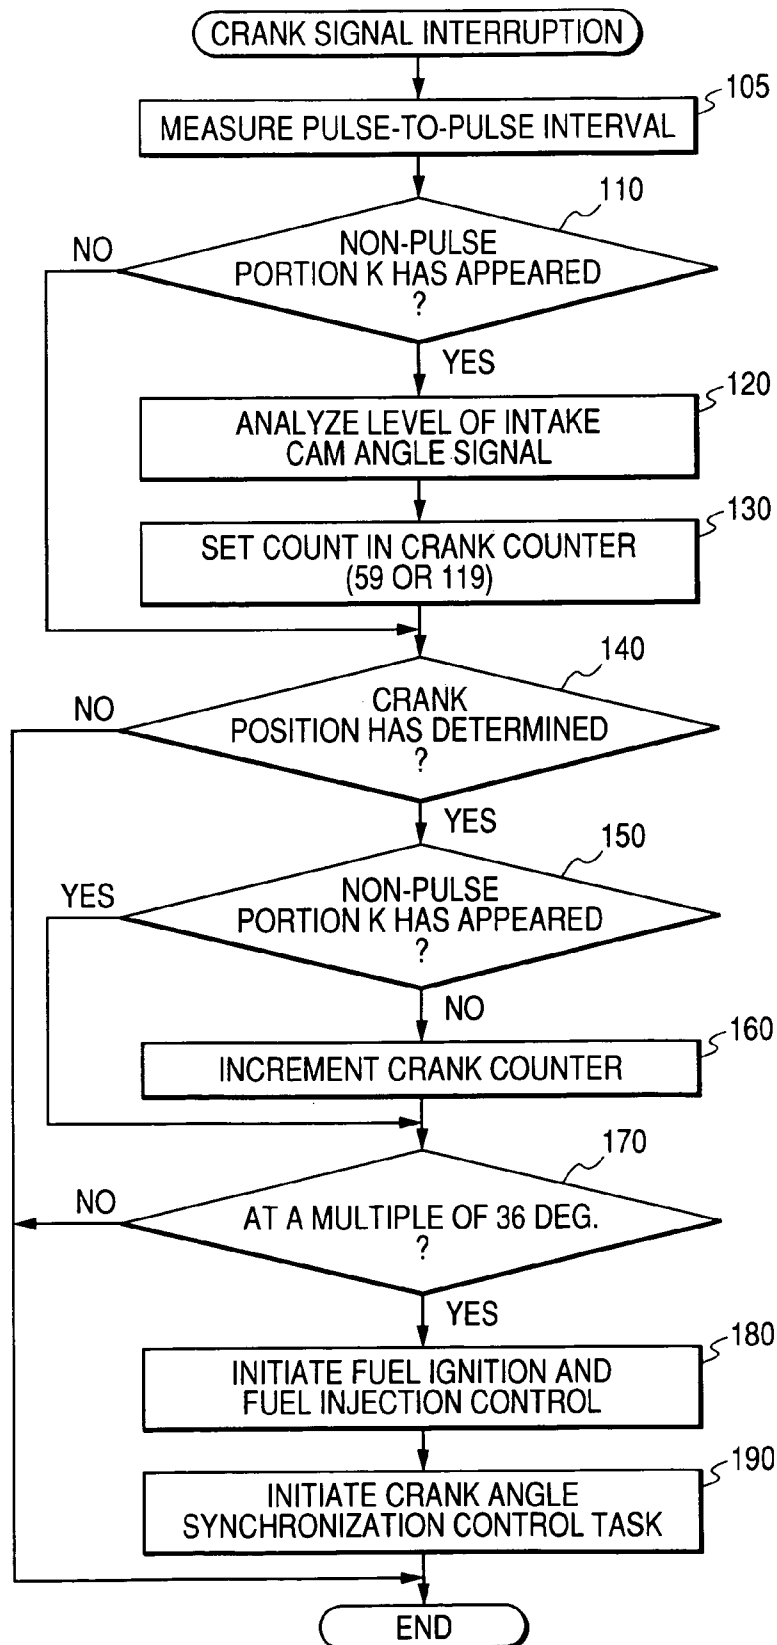 CRANK SIGNAL INTERRUPTION
105
MEASURE PULSE-TO-PULSE INTERVAL
110
NO
NON-PULSE
PORTION K HAS APPEARED
?
YES
120
ANALYZE LEVEL OF INTAKE
CAM ANGLE SIGNAL
130
SET COUNT IN CRANK COUNTER
(59 OR 119)
140
NO
CRANK
POSITION HAS DETERMINED
?
YES
150
YES
NON-PULSE
PORTION K HAS APPEARED
?
NO
160
INCREMENT CRANK COUNTER
170
NO
AT A MULTIPLE OF 36 DEG.
?
YES
180
INITIATE FUEL IGNITION AND
FUEL INJECTION CONTROL
190
INITIATE CRANK ANGLE
SYNCHRONIZATION CONTROL TASK
END